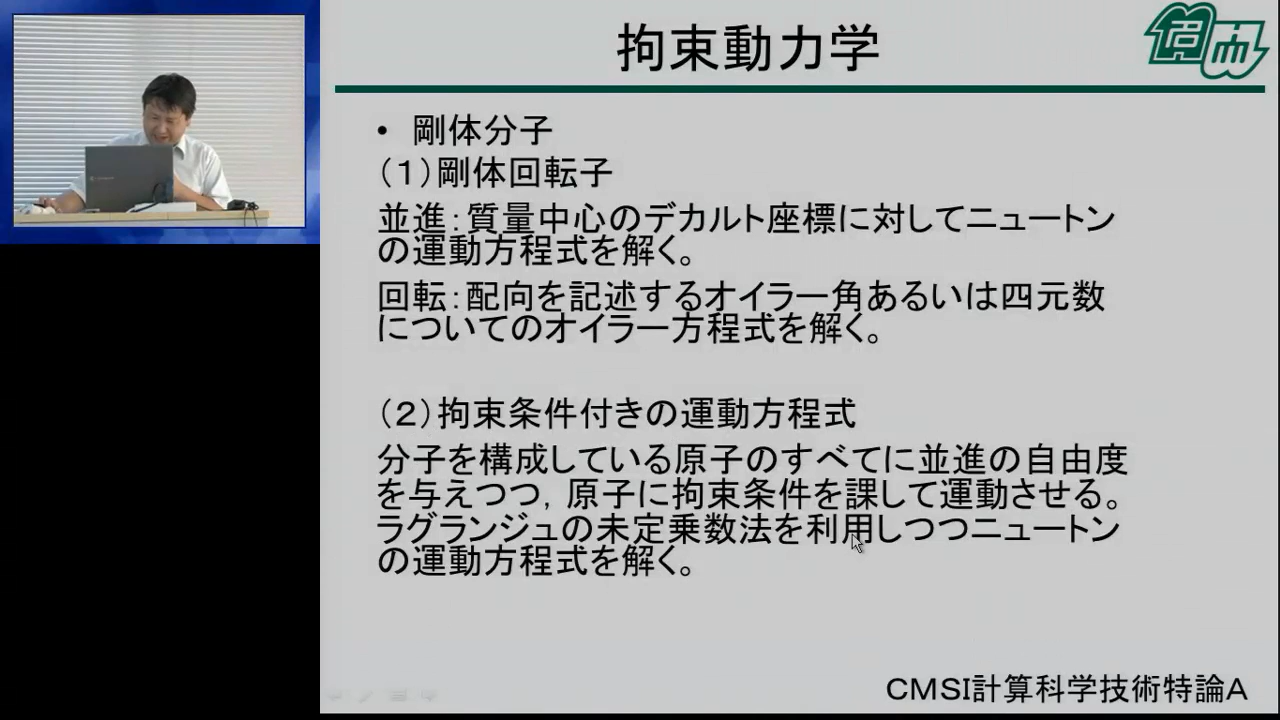 拘束動力学
• 剛体分子
（1）剛体回転子
並進：質量中心のデカルト座標に対してニュートン
の運動方程式を解く。
回転：配向を記述するオイラー角あるいは四元数
についてのオイラー方程式を解く。
（2）拘束条件付きの運動方程式
分子を構成している原子のすべてに並進の自由度
を与えつつ，原子に拘束条件を課して運動させる。
ラグランジュの未定乗数法を利用しつつニュートン
の運動方程式を解く。
CMSI計算科学技術特論A